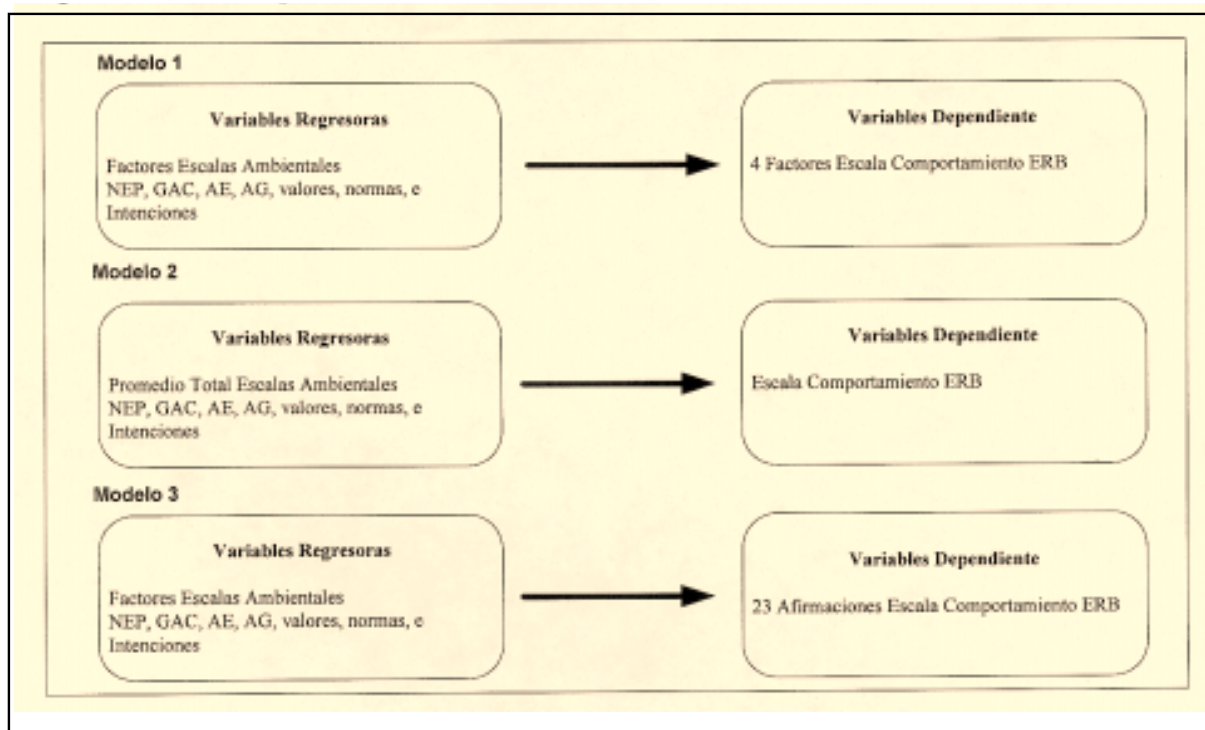 Modelo 1
Variables Regresoras
Factores Escalas Ambientales
NEP, GAC, AE, AG, valores, normas, e
Intenciones
Variables Dependiente
4 Factores Escala Comportamiento ERB
Modelo 2
Variables Regresoras
Promedio Total Escalas Ambientales
NEP, GAC, AE, AG, valores, normas, e
Intenciones
Variables Dependiente
Escala Comportamiento ERB
Modelo 3
Variables Regresoras
Factores Escalas Ambientales
NEP, GAC, AE, AG, valores, normas, e
Intenciones
Variables Dependiente
23 Afirmaciones Escala Comportamiento ERB